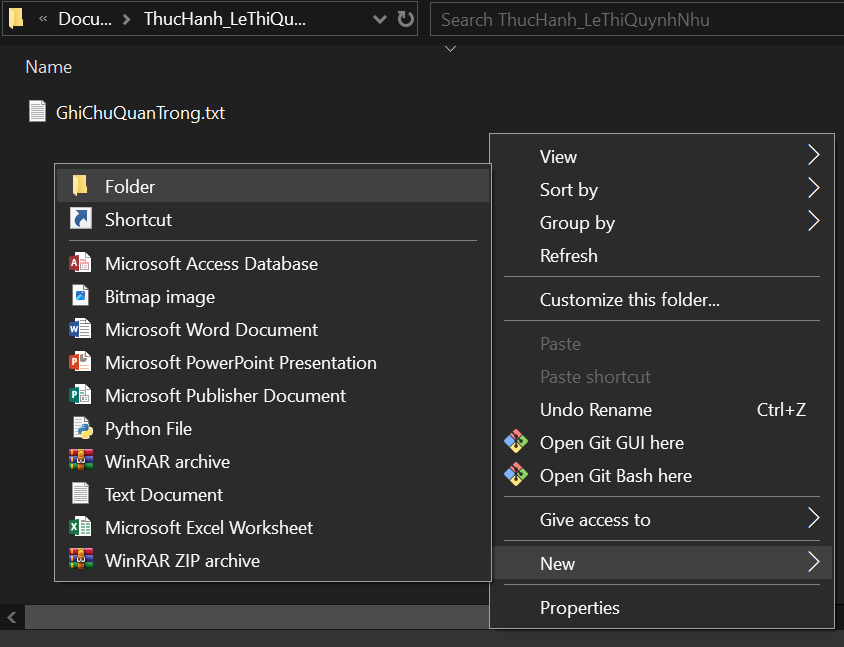 « Docu... > ThucHanh_LeThiQu...
Search ThucHanh_LeThiQuynhNhu
Name
GhiChuQuanTrong.txt
Folder
Shortcut
Microsoft Access Database
Bitmap image
Microsoft Word Document
Microsoft PowerPoint Presentation
Microsoft Publisher Document
Python File
WinRAR archive
Text Document
Microsoft Excel Worksheet
WinRAR ZIP archive
View
Sort by
Group by
Refresh
Customize this folder...
Paste
Paste shortcut
Undo Rename Ctrl+Z
Open Git GUI here
Open Git Bash here
Give access to
New
Properties